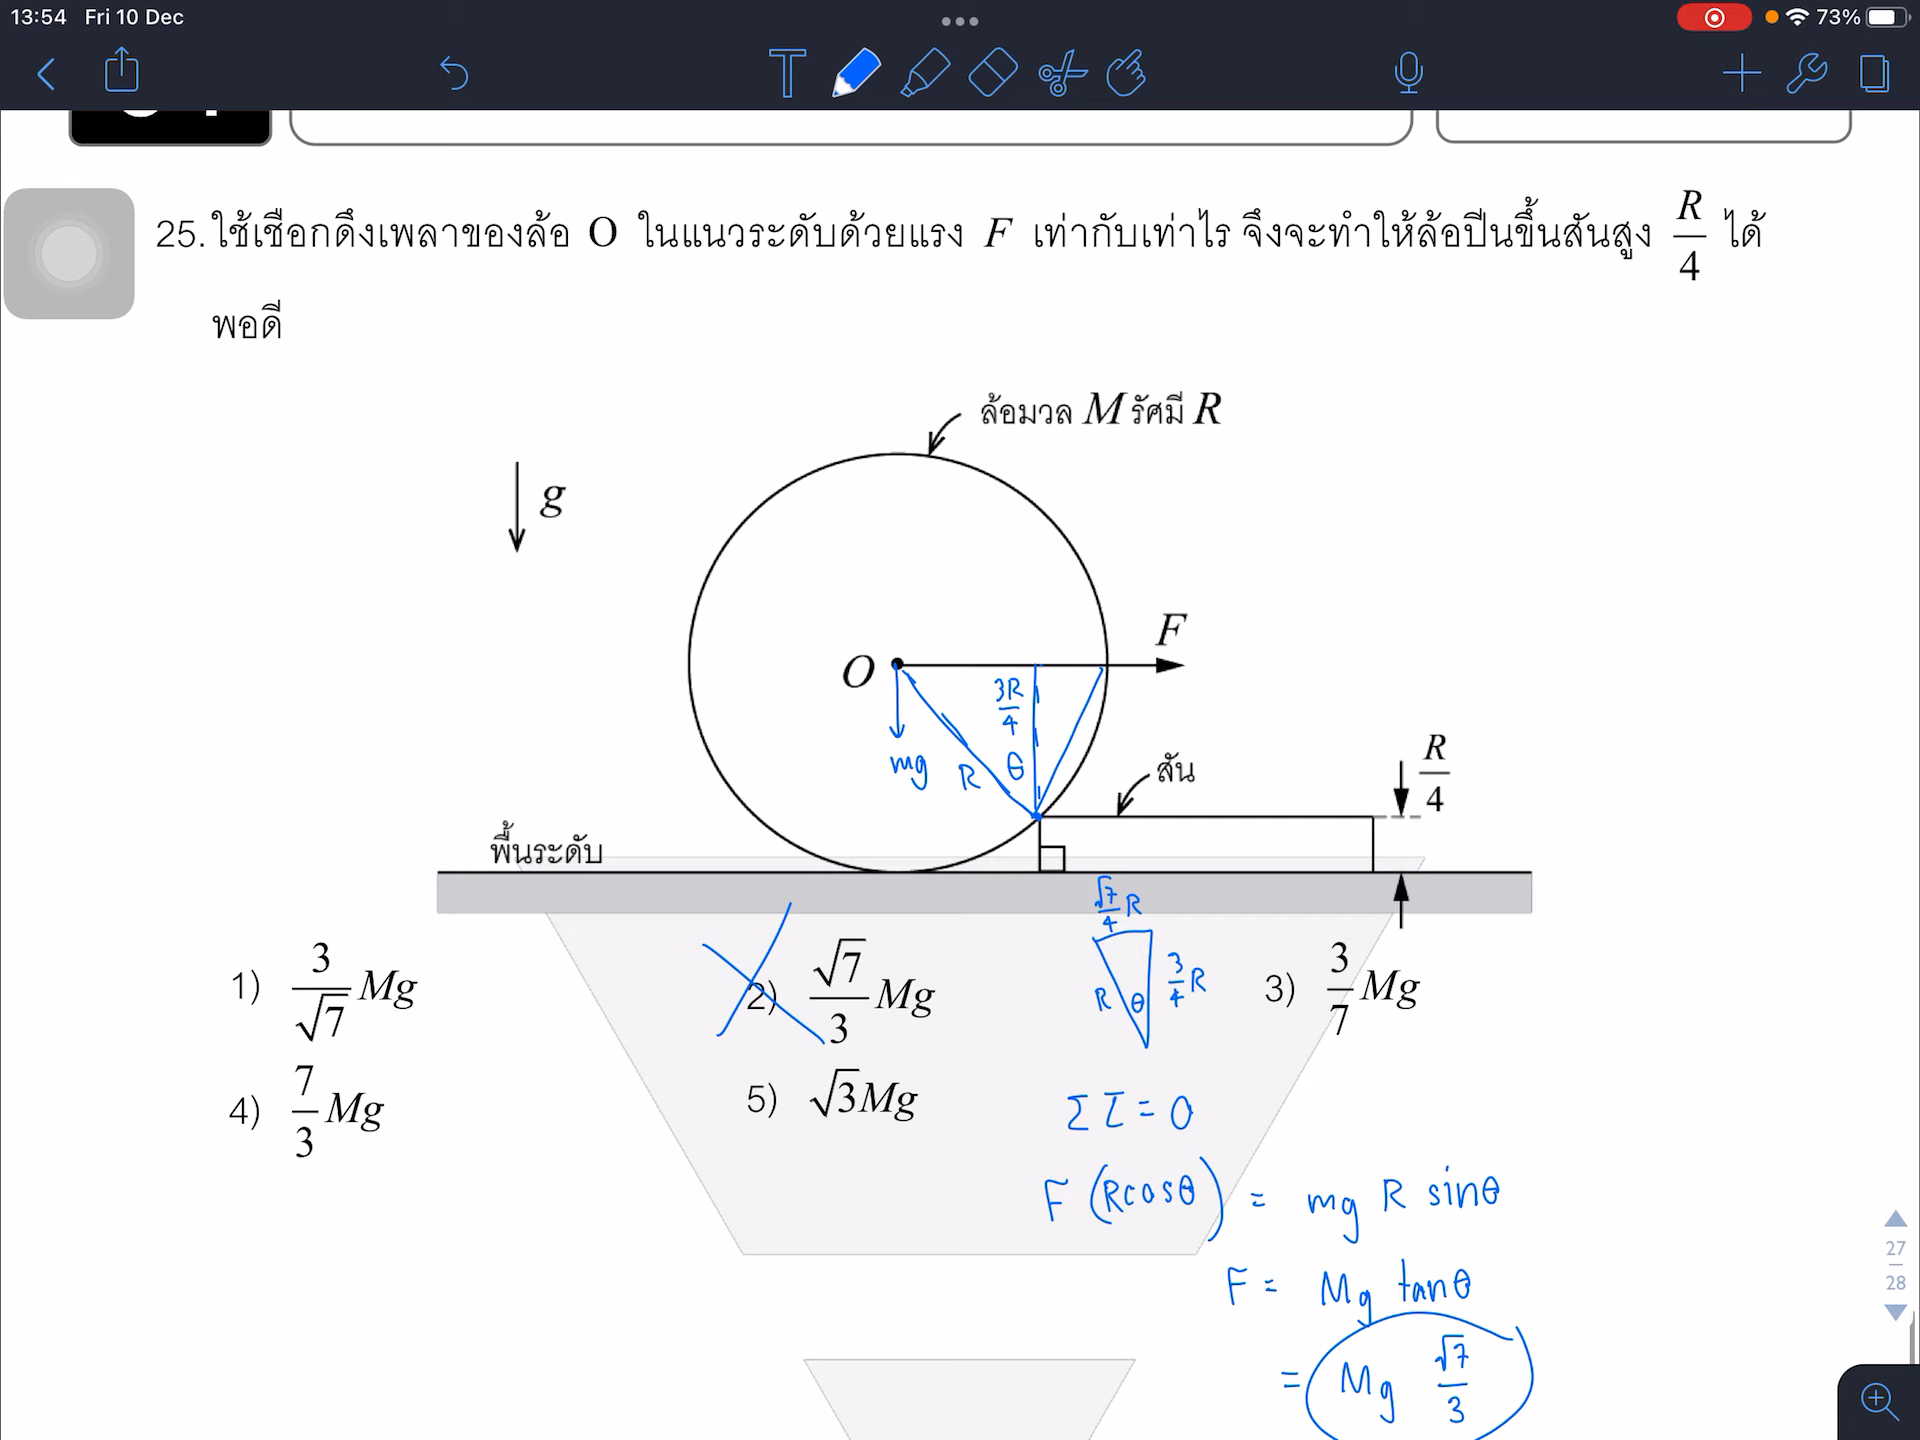 13:54 Fri 10 Dec
73%
25. ใช้เชือกดึงเพลาของล้อ O ในแนวระดับด้วยแรง F เท่ากับเท่าไร จึงจะทำให้ล้อปีนขึ้นสันสูง R/4 ได้
พอดี
ล้อมวล M รัศมี R
g
F
O
3R/4
mg
R
θ
สัน
R/4
พื้นระดับ
√7/4 R
R
θ
3/4 R
1) 3/√7 Mg
2) √7/3 Mg
3) 3/7 Mg
4) 7/3 Mg
5) √3Mg
Σ τ = 0
F (Rcosθ) = mg R sinθ
F = Mg tanθ
= Mg √7/3
27
28